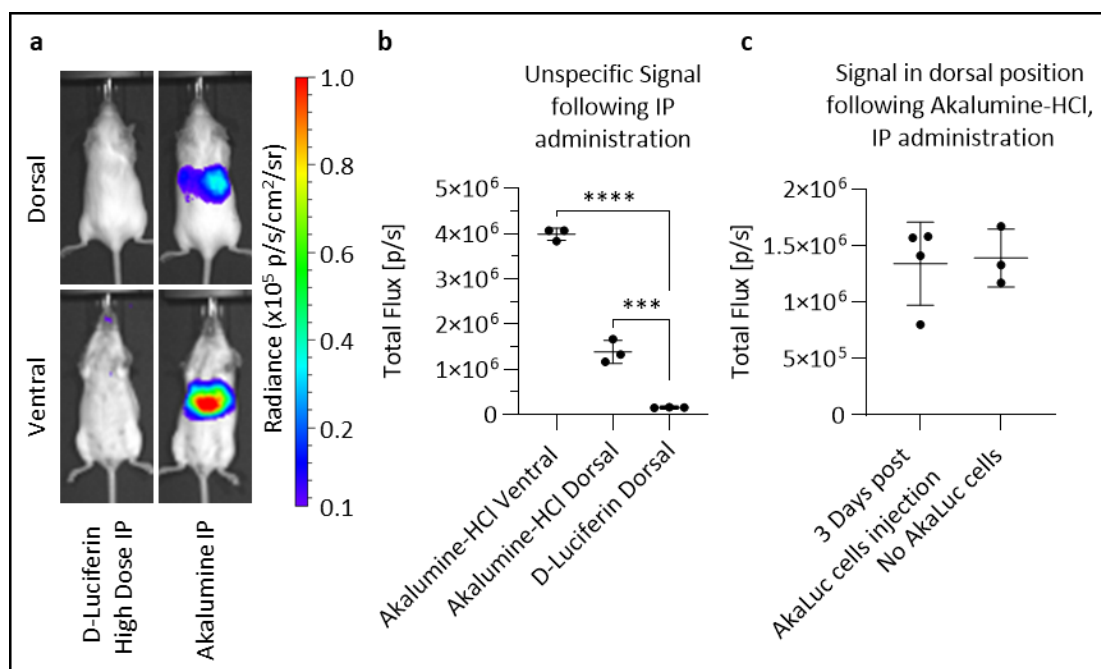 a
Dorsal
Ventral
D-Luciferin
High Dose IP
Akalumine IP
Radiance (x10⁵ p/s/cm²/sr)
1.0
0.8
0.6
0.4
0.2
0.1
b
Unspecific Signal
following IP
administration
Total Flux [p/s]
5×10⁶
4×10⁶
3×10⁶
2×10⁶
1×10⁶
0
****
***
Akalumine-HCl Ventral
Akalumine-HCl Dorsal
D-Luciferin Dorsal
c
Signal in dorsal position
following Akalumine-HCl,
IP administration
Total Flux [p/s]
2×10⁶
1.5×10⁶
1×10⁶
5×10⁵
0
3 Days post
AkaLuc cells injection
No AkaLuc cells